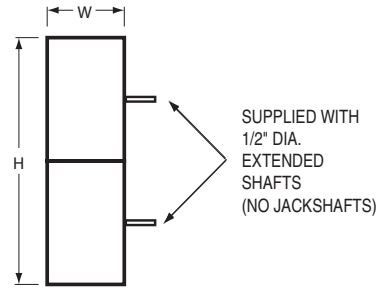 W
H
SUPPLIED WITH
1/2" DIA.
EXTENDED
SHAFTS
(NO JACKSHAFTS)